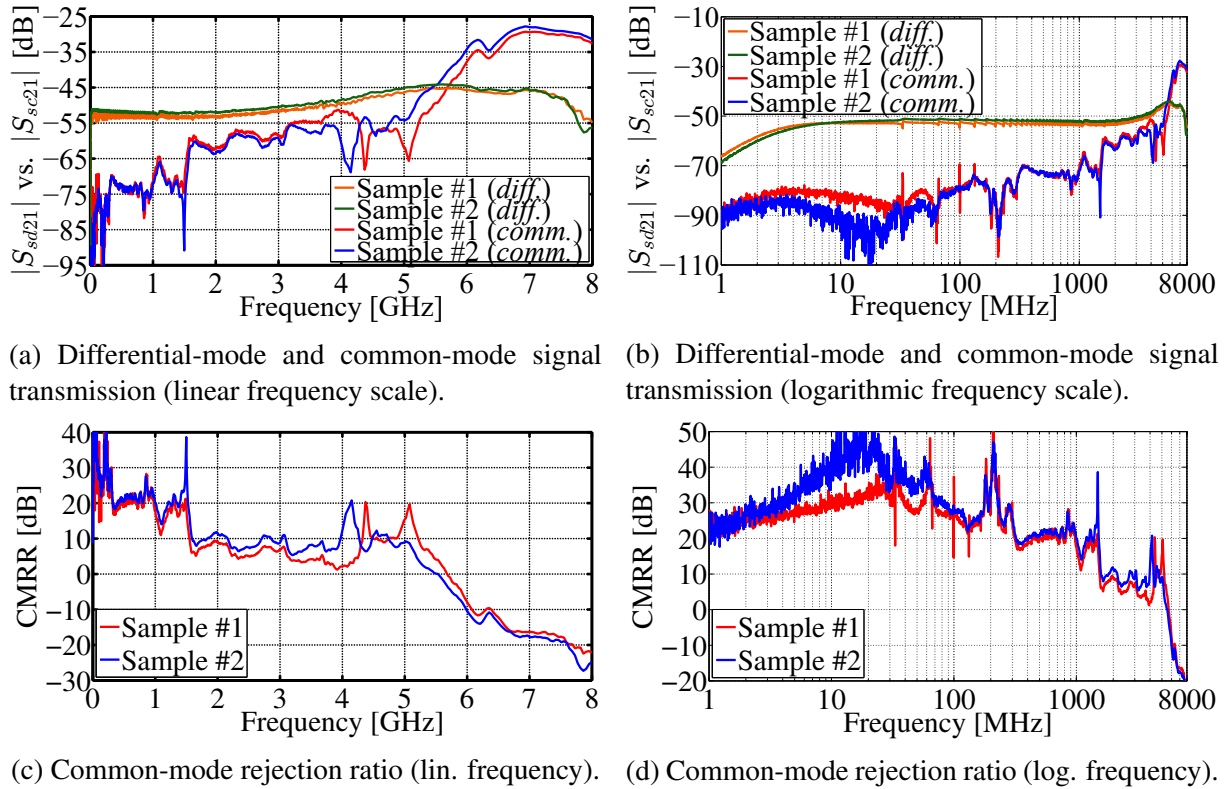 |S_sd21| vs. |S_sc21| [dB]
−25
−35
−45
−55
−65
−75
−85
−95
Sample #1 (diff.)
Sample #2 (diff.)
Sample #1 (comm.)
Sample #2 (comm.)
0 1 2 3 4 5 6 7 8
Frequency [GHz]
(a) Differential-mode and common-mode signal
transmission (linear frequency scale).
|S_sd21| vs. |S_sc21| [dB]
−10
−30
−50
−70
−90
−110
Sample #1 (diff.)
Sample #2 (diff.)
Sample #1 (comm.)
Sample #2 (comm.)
1 10 100 1000 8000
Frequency [MHz]
(b) Differential-mode and common-mode signal
transmission (logarithmic frequency scale).
CMRR [dB]
40
30
20
10
0
−10
−20
−30
Sample #1
Sample #2
0 1 2 3 4 5 6 7 8
Frequency [GHz]
(c) Common-mode rejection ratio (lin. frequency).
CMRR [dB]
50
40
30
20
10
0
−10
−20
Sample #1
Sample #2
1 10 100 1000 8000
Frequency [MHz]
(d) Common-mode rejection ratio (log. frequency).